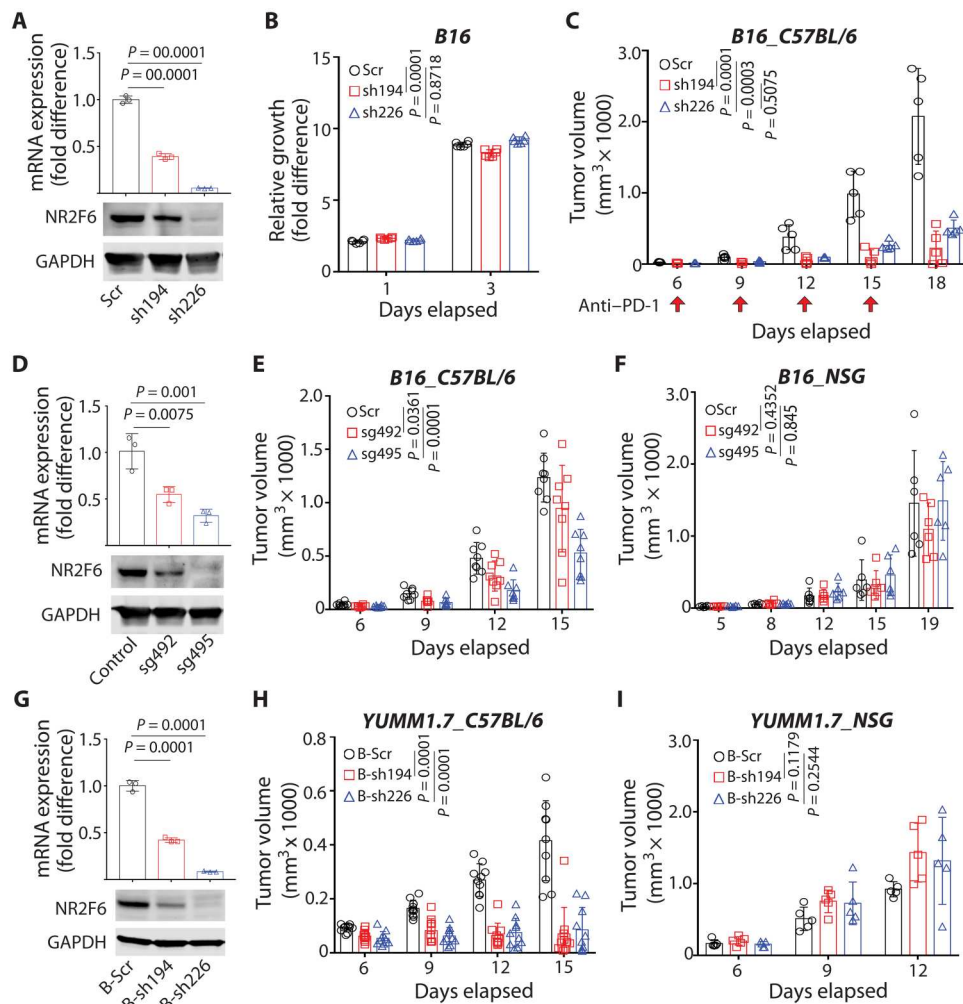 A
mRNA expression
(fold difference)
P = 00.0001
P = 00.0001
1.0
0.5
NR2F6
GAPDH
Scr
sh194
sh226
B
B16
Relative growth
(fold difference)
15
10
5
0
Scr
sh194
sh226
P = 0.0001
P = 0.8718
1
3
Days elapsed
C
B16_C57BL/6
Tumor volume
(mm³ × 1000)
3.0
2.0
1.0
0
Scr
sh194
sh226
P = 0.0001
P = 0.0003
P = 0.5075
6
9
12
15
18
Anti–PD-1
Days elapsed
D
mRNA expression
(fold difference)
P = 0.001
P = 0.0075
1.5
1.0
0.5
NR2F6
GAPDH
Control
sg492
sg495
E
B16_C57BL/6
Tumor volume
(mm³ × 1000)
2.0
1.5
1.0
0.5
0
Scr
sg492
sg495
P = 0.0361
P = 0.0001
6
9
12
15
Days elapsed
F
B16_NSG
Tumor volume
(mm³ × 1000)
3.0
2.0
1.0
0
Scr
sg492
sg495
P = 0.4352
P = 0.845
5
8
12
15
19
Days elapsed
G
mRNA expression
(fold difference)
P = 0.0001
P = 0.0001
1.0
0.5
NR2F6
GAPDH
B-Scr
B-sh194
B-sh226
H
YUMM1.7_C57BL/6
Tumor volume
(mm³ × 1000)
0.8
0.6
0.4
0.2
0
B-Scr
B-sh194
B-sh226
P = 0.0001
P = 0.0001
6
9
12
15
Days elapsed
I
YUMM1.7_NSG
Tumor volume
(mm³ × 1000)
3.0
2.0
1.0
0
B-Scr
B-sh194
B-sh226
P = 0.1179
P = 0.2544
6
9
12
Days elapsed